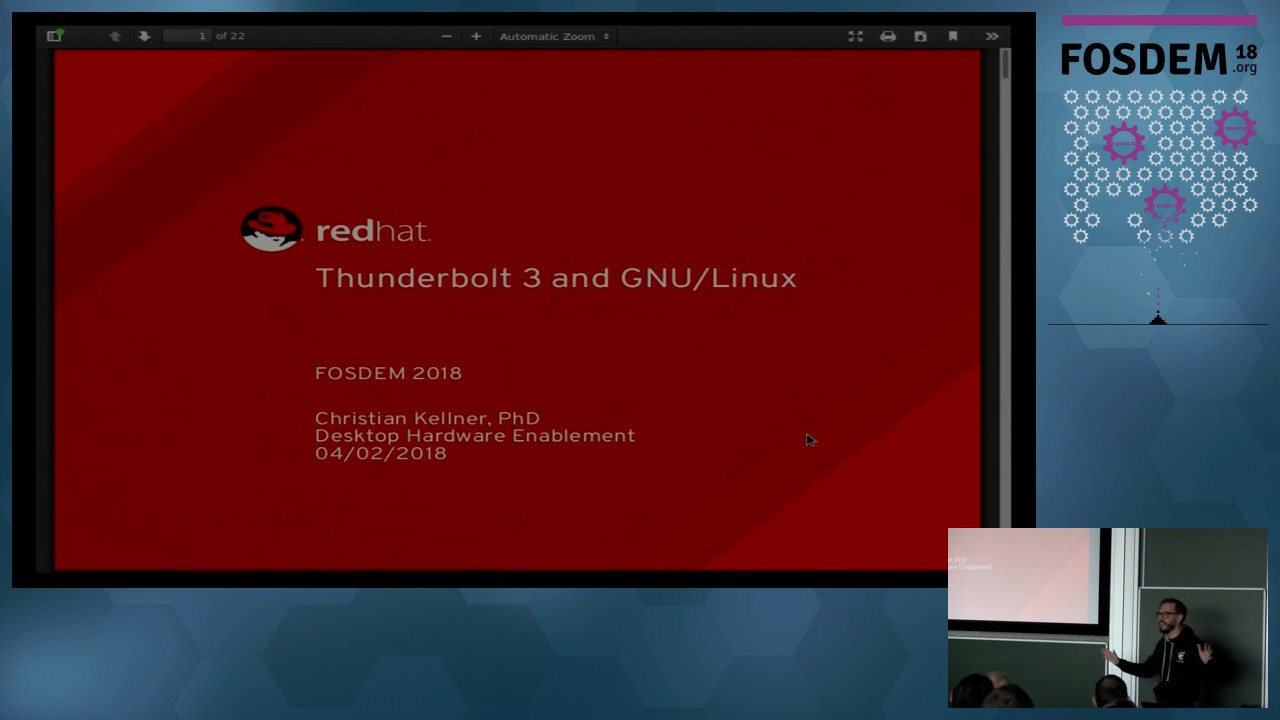 1 of 22
Automatic Zoom
FOSDEM 18
.org
redhat.
Thunderbolt 3 and GNU/Linux
FOSDEM 2018
Christian Kellner, PhD
Desktop Hardware Enablement
04/02/2018